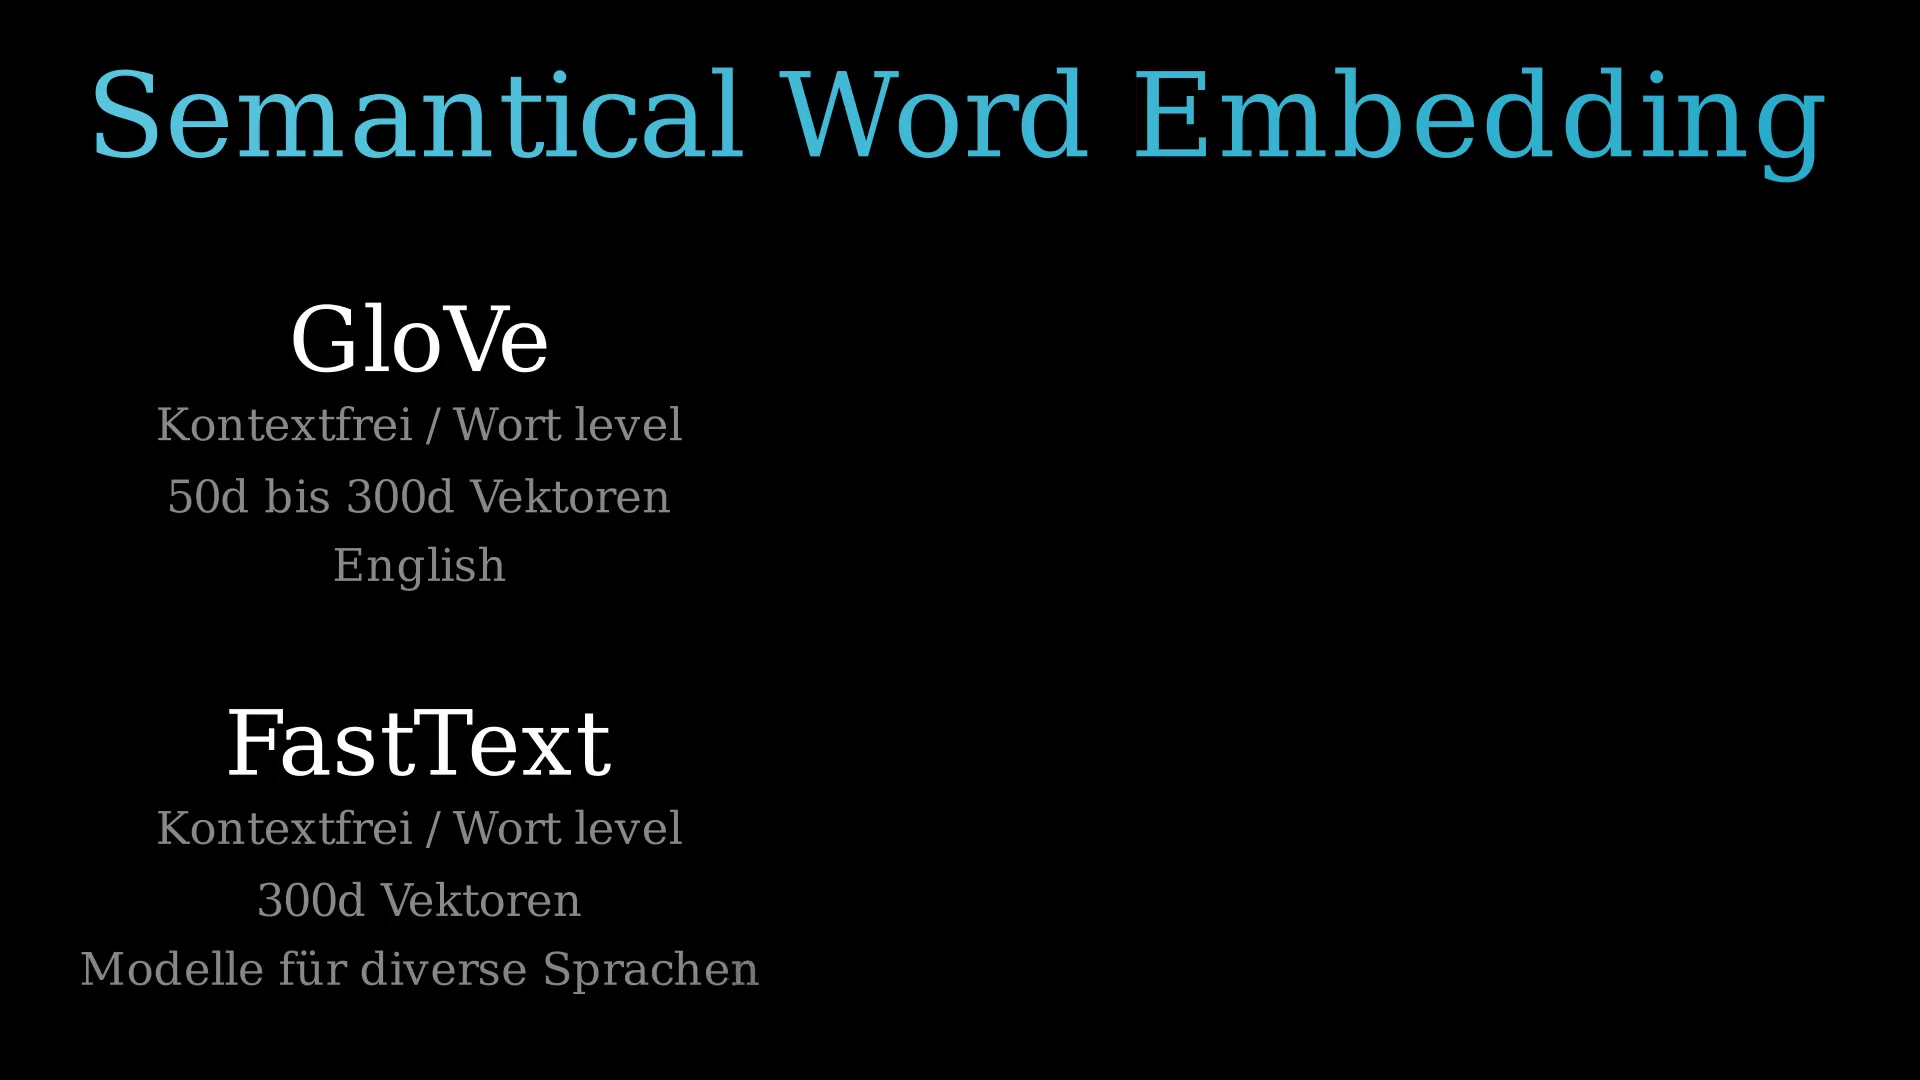 Semantical Word Embedding
GloVe
Kontextfrei / Wort level
50d bis 300d Vektoren
English
FastText
Kontextfrei / Wort level
300d Vektoren
Modelle für diverse Sprachen